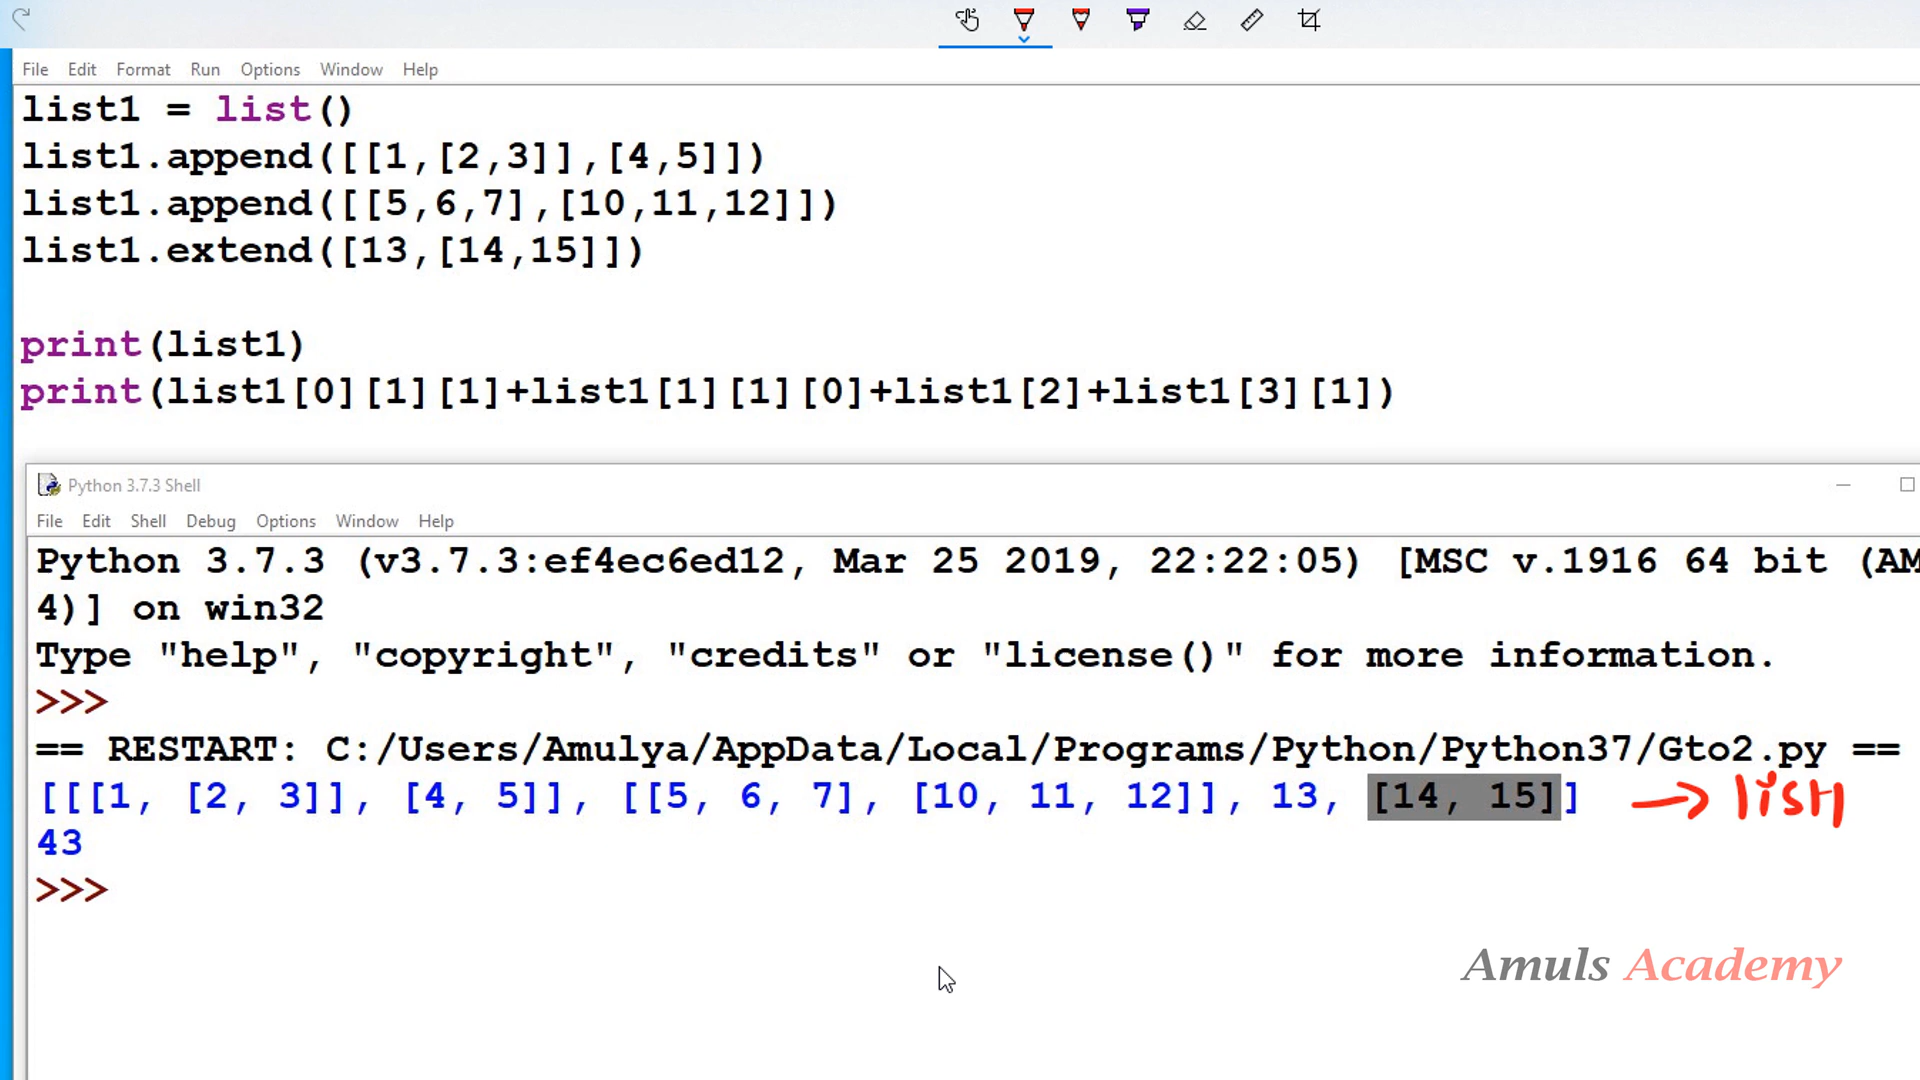 File Edit Format Run Options Window Help
list1 = list()
list1.append([[1,[2,3]],[4,5]])
list1.append([[5,6,7],[10,11,12]])
list1.extend([13,[14,15]])
print(list1)
print(list1[0][1][1]+list1[1][1][0]+list1[2]+list1[3][1])
Python 3.7.3 Shell
File Edit Shell Debug Options Window Help
Python 3.7.3 (v3.7.3:ef4ec6ed12, Mar 25 2019, 22:22:05) [MSC v.1916 64 bit (AM
4)] on win32
Type "help", "copyright", "credits" or "license()" for more information.
>>>
== RESTART: C:/Users/Amulya/AppData/Local/Programs/Python/Python37/Gto2.py ==
[[[1, [2, 3]], [4, 5]], [[5, 6, 7], [10, 11, 12]], 13, [14, 15]] → list1
43
>>>
Amuls Academy